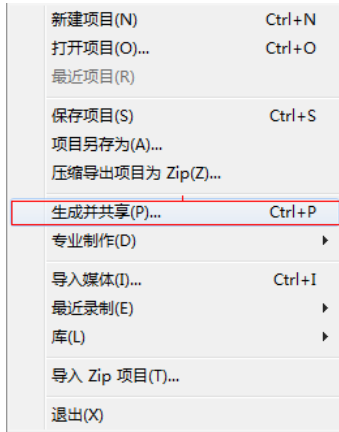 新建项目(N) Ctrl+N
打开项目(O)... Ctrl+O
最近项目(R)
保存项目(S) Ctrl+S
项目另存为(A)...
压缩导出项目为 Zip(Z)...
生成并共享(P)... Ctrl+P
专业制作(D)
导入媒体(I)... Ctrl+I
最近录制(E)
库(L)
导入 Zip 项目(T)...
退出(X)